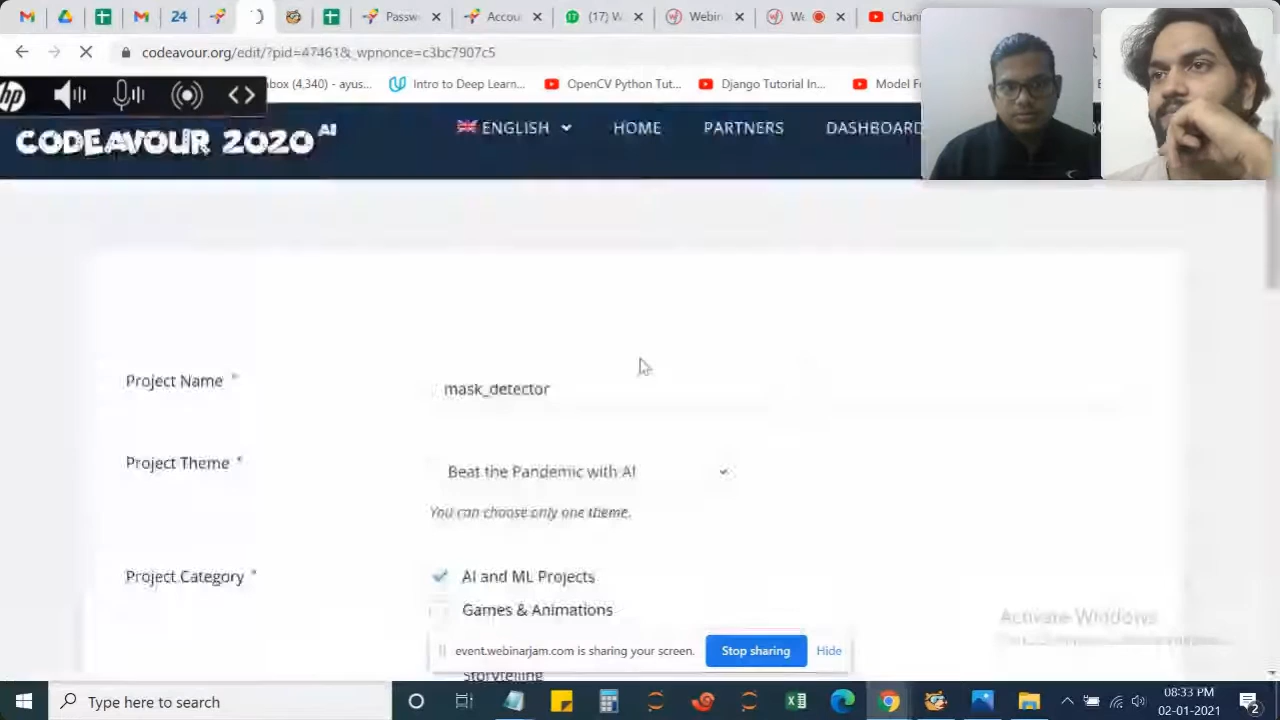 24
Passw
Accou
(17) W
Webin
We
Chan
codeavour.org/edit/?pid=47461&_wpnonce=c3bc7907c5
nbox (4,340) - ayus...
Intro to Deep Learn...
OpenCV Python Tut...
Django Tutorial In...
Model F
hp
CODEAVOUR 2020 AI
ENGLISH
HOME
PARTNERS
DASHBOARD
Project Name *
mask_detector
Project Theme *
Beat the Pandemic with AI
You can choose only one theme.
Project Category *
AI and ML Projects
Games & Animations
Activate Windows
event.webinarjam.com is sharing your screen.
Stop sharing
Hide
Storytelling
Type here to search
08:33 PM
02-01-2021
2